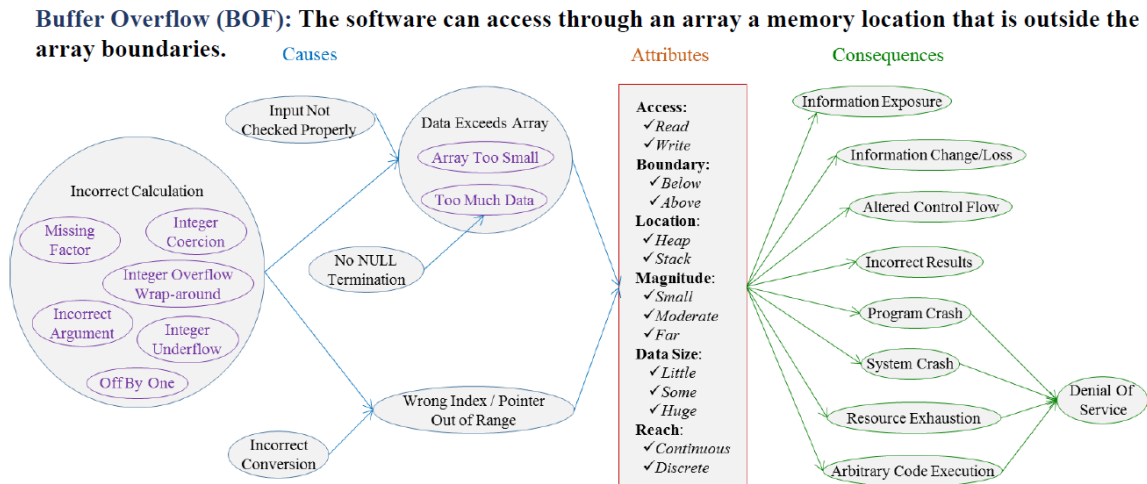 Buffer Overflow (BOF): The software can access through an array a memory location that is outside the
array boundaries.
Causes
Attributes
Consequences
Input Not
Checked Properly
Data Exceeds Array
Array Too Small
Too Much Data
Incorrect Calculation
Missing
Factor
Integer
Coercion
Integer Overflow
Wrap-around
Incorrect
Argument
Integer
Underflow
Off By One
No NULL
Termination
Wrong Index / Pointer
Out of Range
Incorrect
Conversion
Access:
✓Read
✓Write
Boundary:
✓Below
✓Above
Location:
✓Heap
✓Stack
Magnitude:
✓Small
✓Moderate
✓Far
Data Size:
✓Little
✓Some
✓Huge
Reach:
✓Continuous
✓Discrete
Information Exposure
Information Change/Loss
Altered Control Flow
Incorrect Results
Program Crash
System Crash
Resource Exhaustion
Arbitrary Code Execution
Denial Of
Service